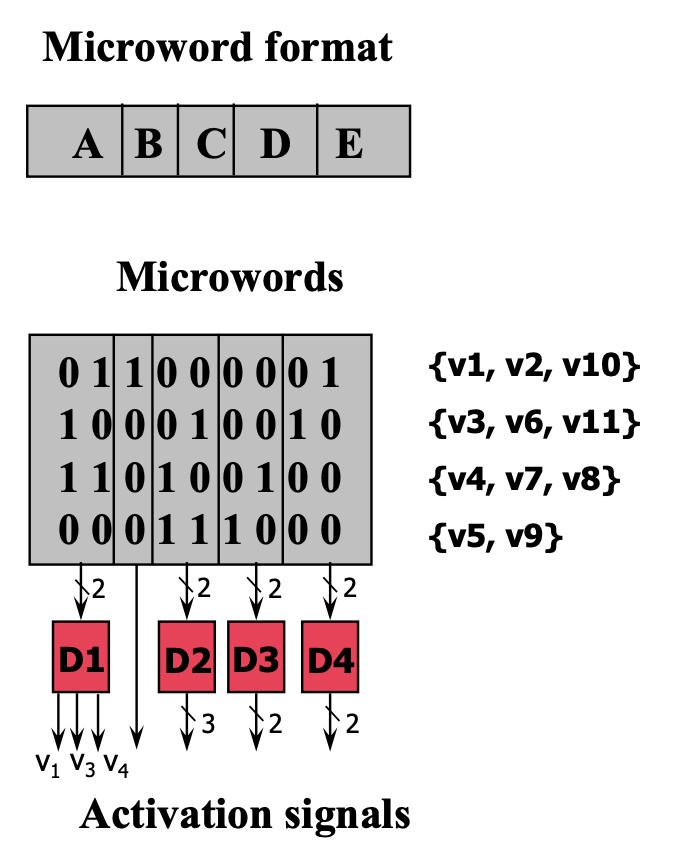 Microword format
A B C D E
Microwords
0 1 1 0 0 0 0 0 1 {v1, v2, v10}
1 0 0 0 1 0 0 1 0 {v3, v6, v11}
1 1 0 1 0 0 1 0 0 {v4, v7, v8}
0 0 0 1 1 1 0 0 0 {v5, v9}
2 2 2 2
D1 D2 D3 D4
3 2 2
v1 v3 v4
Activation signals